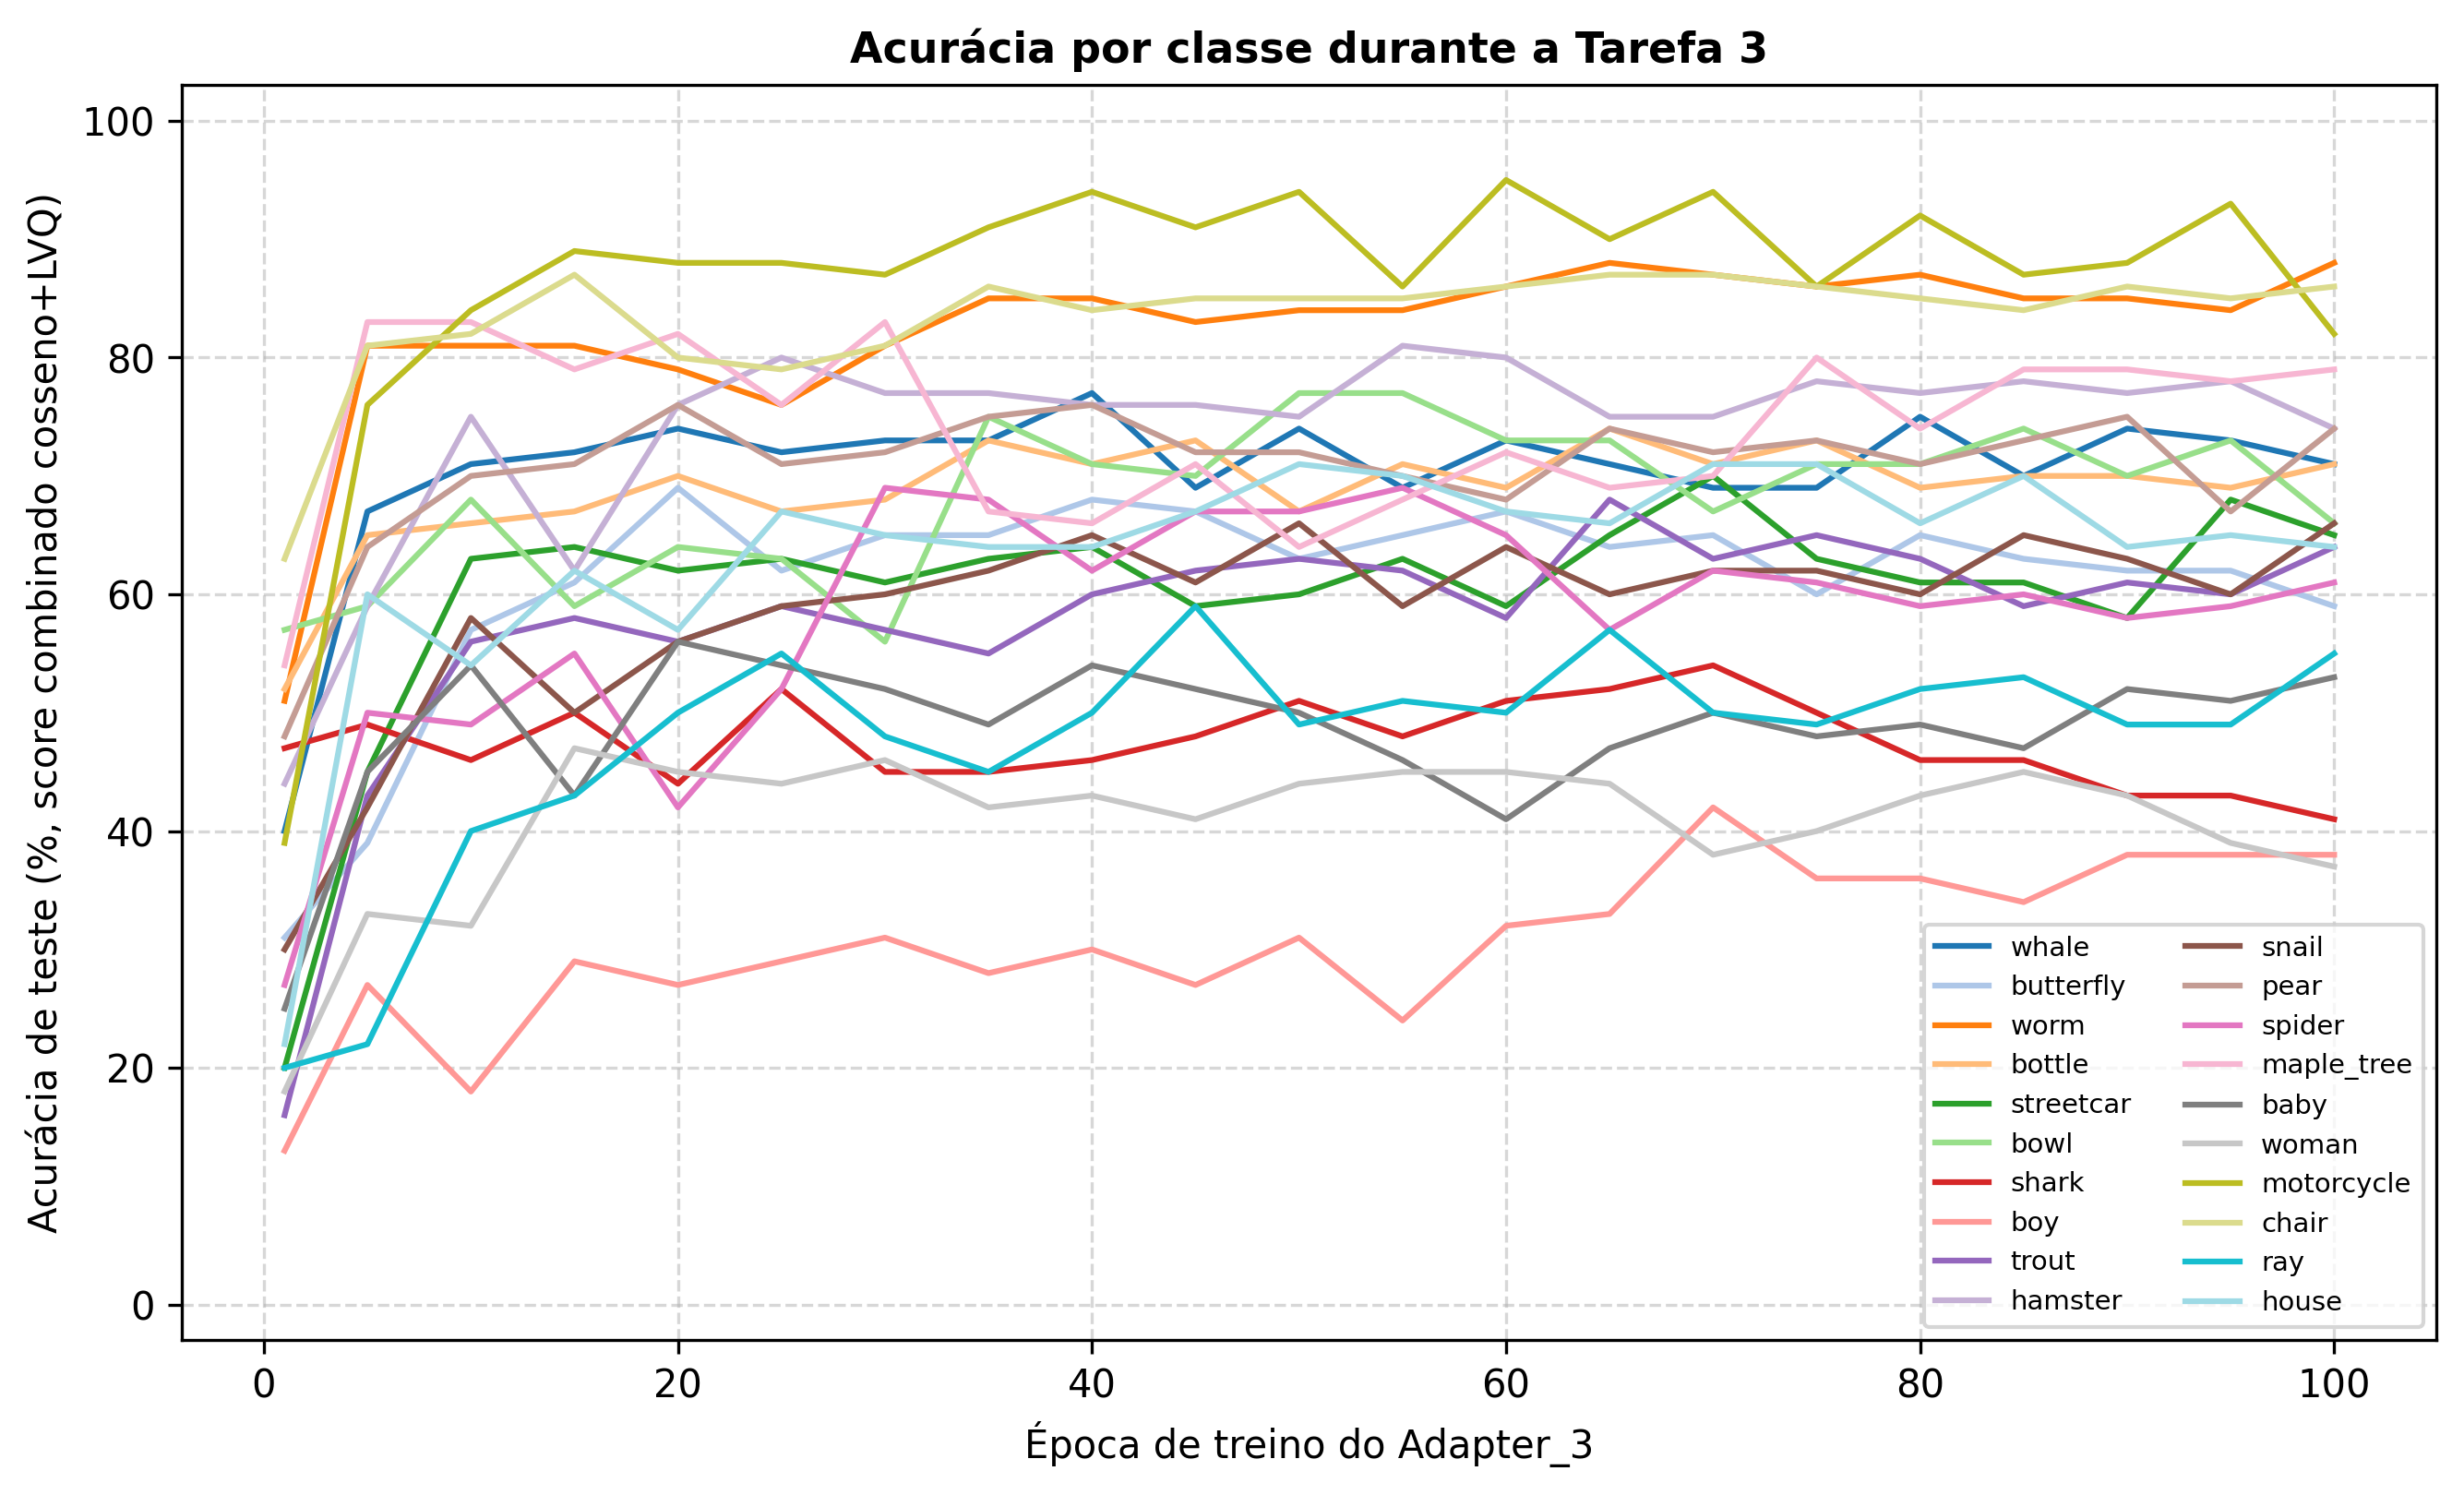 Acurácia por classe durante a Tarefa 3
Acurácia de teste (%, score combinado cosseno+LVQ)
100
80
60
40
20
0
0 20 40 60 80 100
Época de treino do Adapter_3
whale
butterfly
worm
bottle
streetcar
bowl
shark
boy
trout
hamster
snail
pear
spider
maple_tree
baby
woman
motorcycle
chair
ray
house